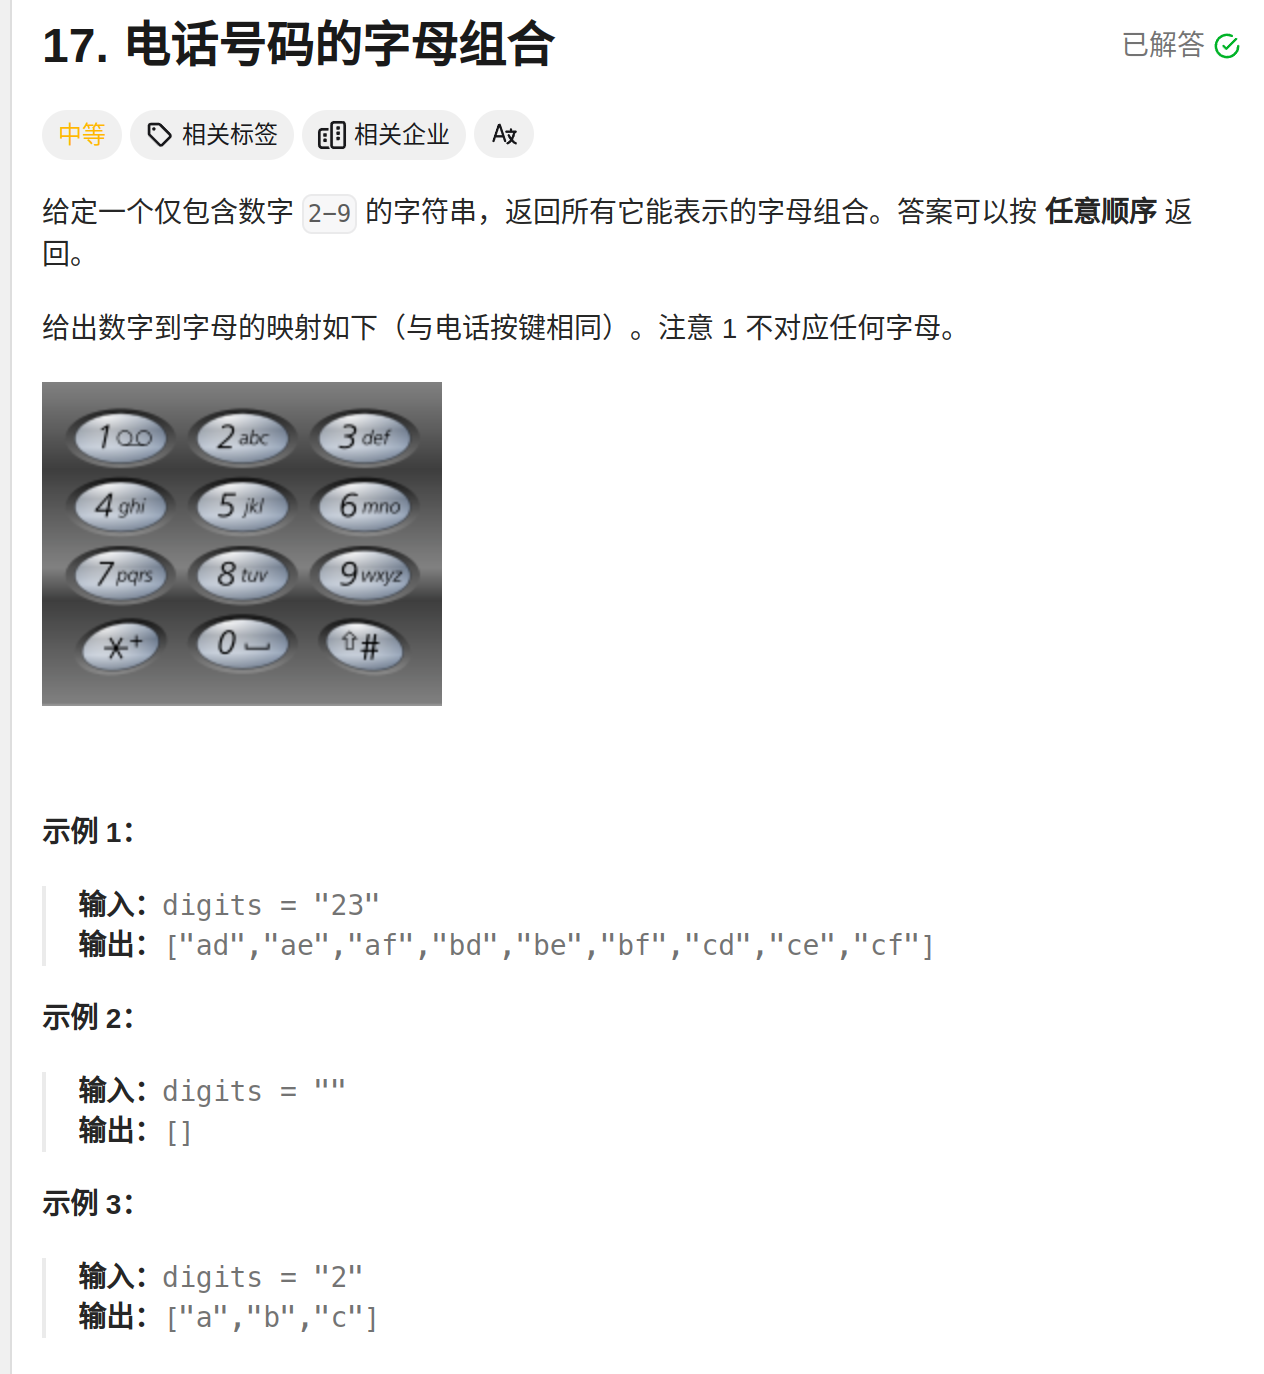 17. 电话号码的字母组合
已解答
中等 相关标签 相关企业
给定一个仅包含数字 2-9 的字符串，返回所有它能表示的字母组合。答案可以按 任意顺序 返
回。
给出数字到字母的映射如下（与电话按键相同）。注意 1 不对应任何字母。
1 2 abc 3 def
4 ghi 5 jkl 6 mno
7 pqrs 8 tuv 9 wxyz
* + 0 #
示例 1：
输入：digits = "23"
输出：["ad","ae","af","bd","be","bf","cd","ce","cf"]
示例 2：
输入：digits = ""
输出：[]
示例 3：
输入：digits = "2"
输出：["a","b","c"]